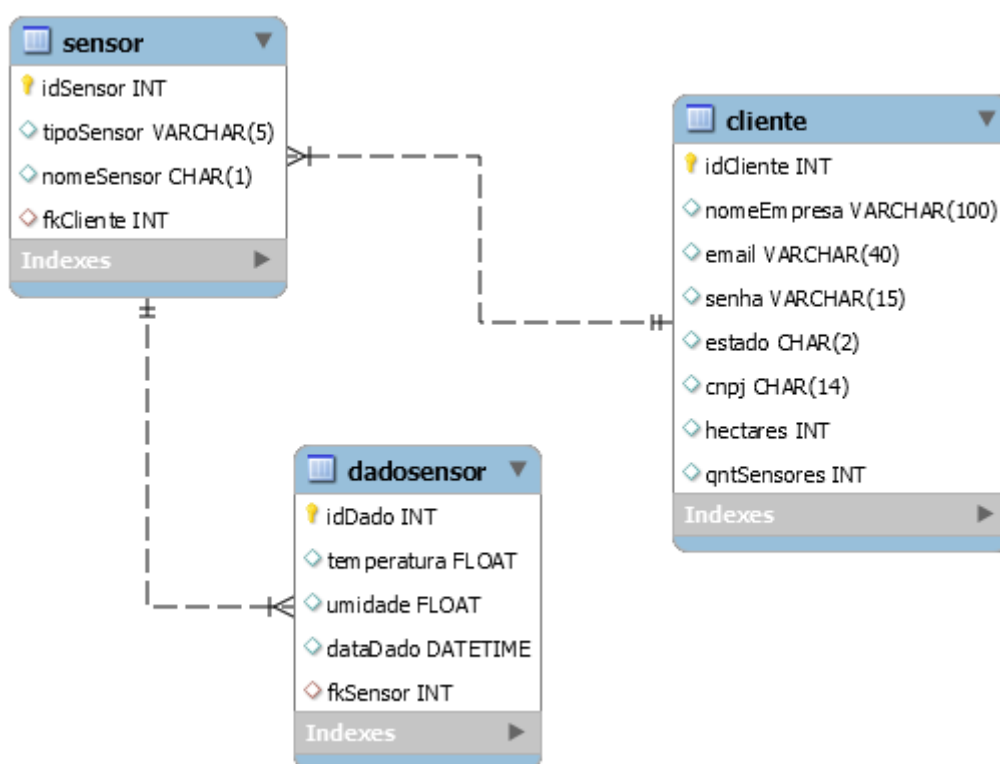 sensor
idSensor INT
tipoSensor VARCHAR(5)
nomeSensor CHAR(1)
fkCliente INT
Indexes
cliente
idCliente INT
nomeEmpresa VARCHAR(100)
email VARCHAR(40)
senha VARCHAR(15)
estado CHAR(2)
cnpj CHAR(14)
hectares INT
qntSensores INT
Indexes
dadosensor
idDado INT
temperatura FLOAT
umidade FLOAT
dataDado DATETIME
fkSensor INT
Indexes